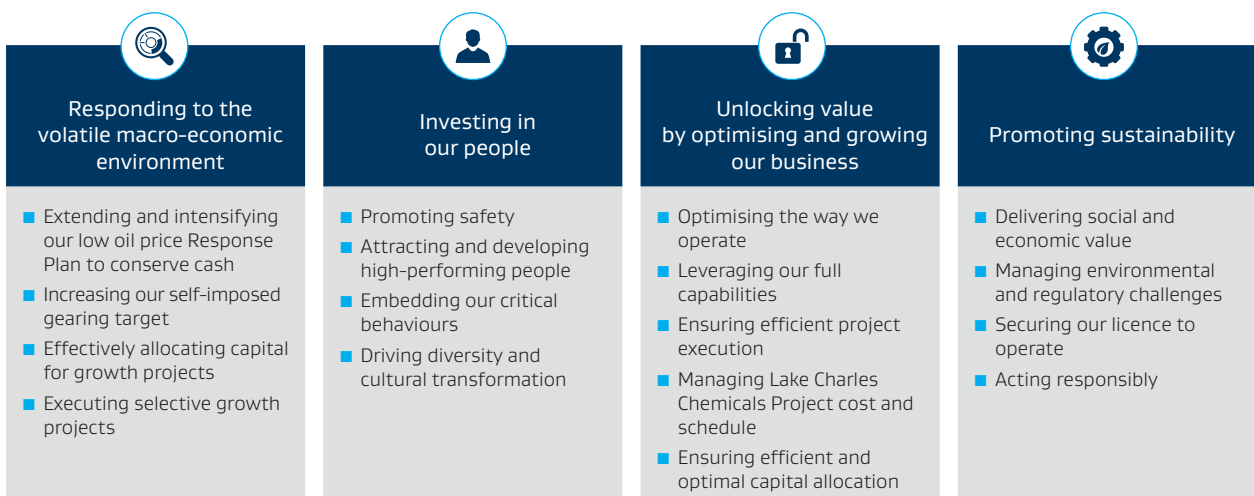 Responding to the
volatile macro-economic
environment
Extending and intensifying
our low oil price Response
Plan to conserve cash
Increasing our self-imposed
gearing target
Effectively allocating capital
for growth projects
Executing selective growth
projects
Investing in
our people
Promoting safety
Attracting and developing
high-performing people
Embedding our critical
behaviours
Driving diversity and
cultural transformation
Unlocking value
by optimising and growing
our business
Optimising the way we
operate
Leveraging our full
capabilities
Ensuring efficient project
execution
Managing Lake Charles
Chemicals Project cost and
schedule
Ensuring efficient and
optimal capital allocation
Promoting sustainability
Delivering social and
economic value
Managing environmental
and regulatory challenges
Securing our licence to
operate
Acting responsibly